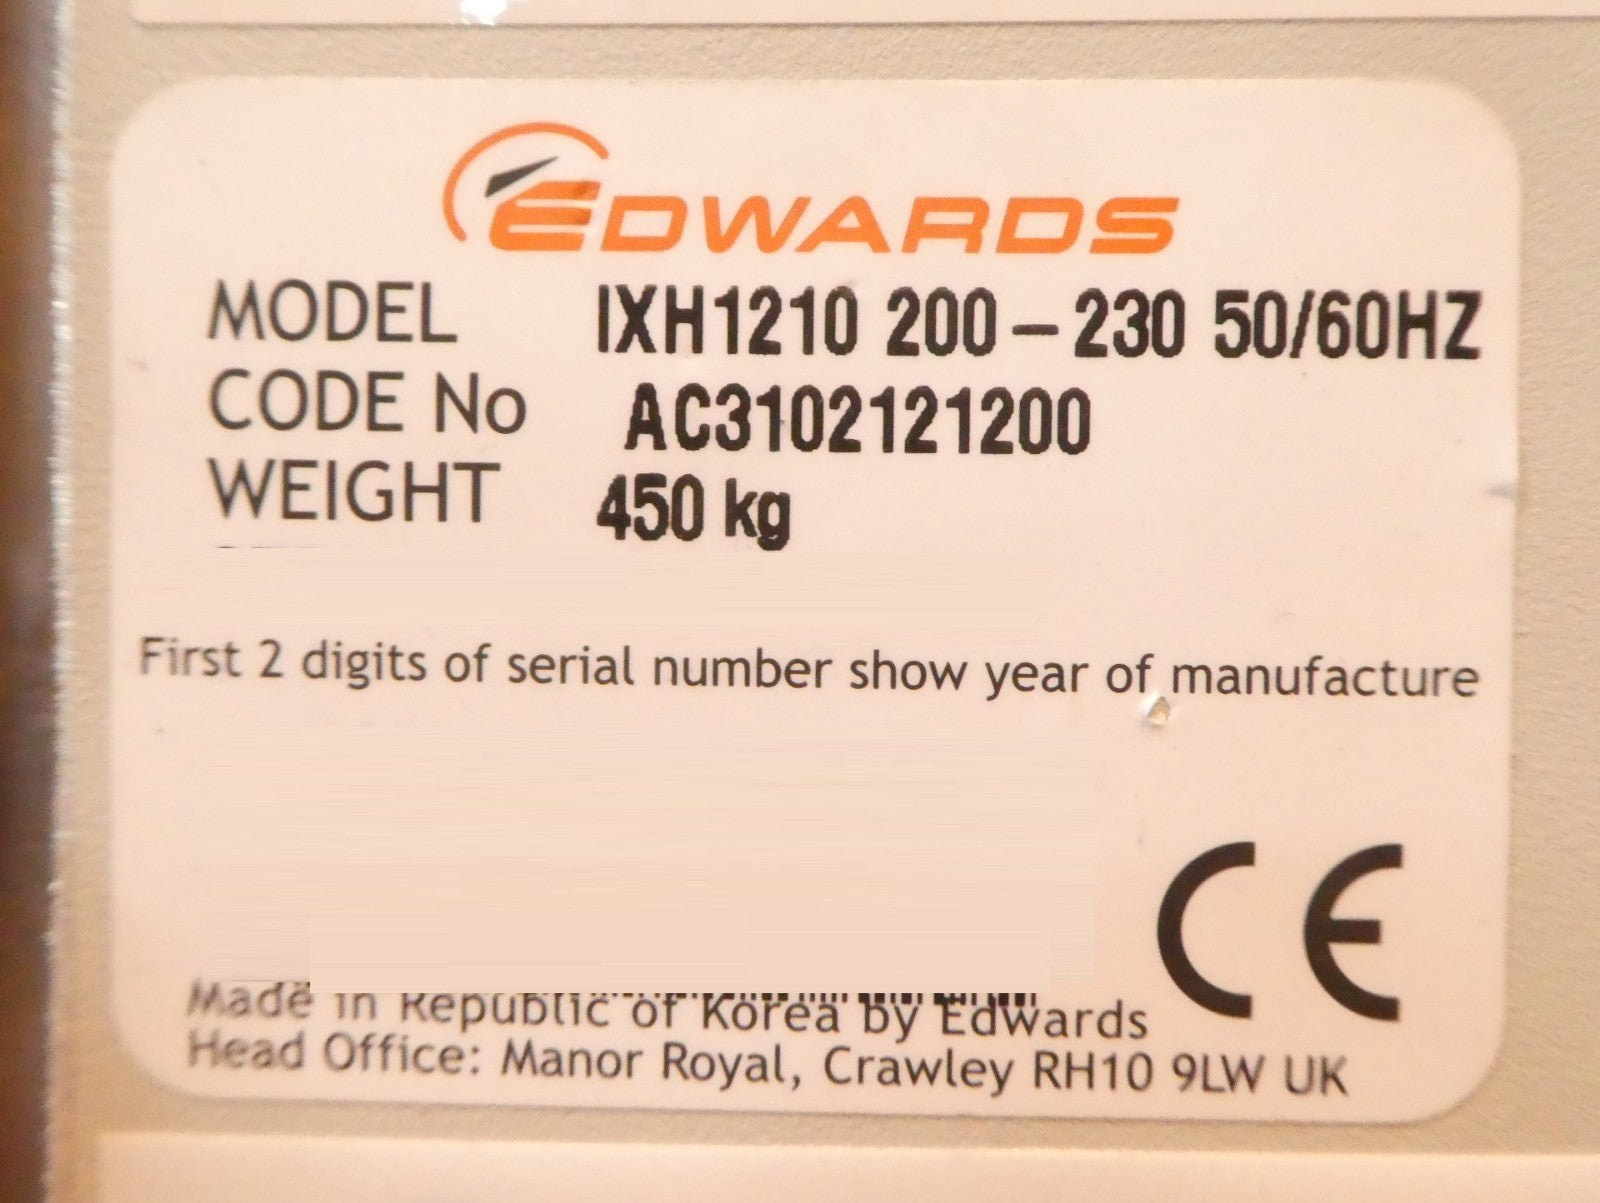 EDWARDS
MODEL IXH1210 200-230 50/60HZ
CODE No AC3102121200
WEIGHT 450 kg
First 2 digits of serial number show year of manufacture
CE
Made in Republic of Korea by Edwards
Head Office: Manor Royal, Crawley RH10 9LW UK